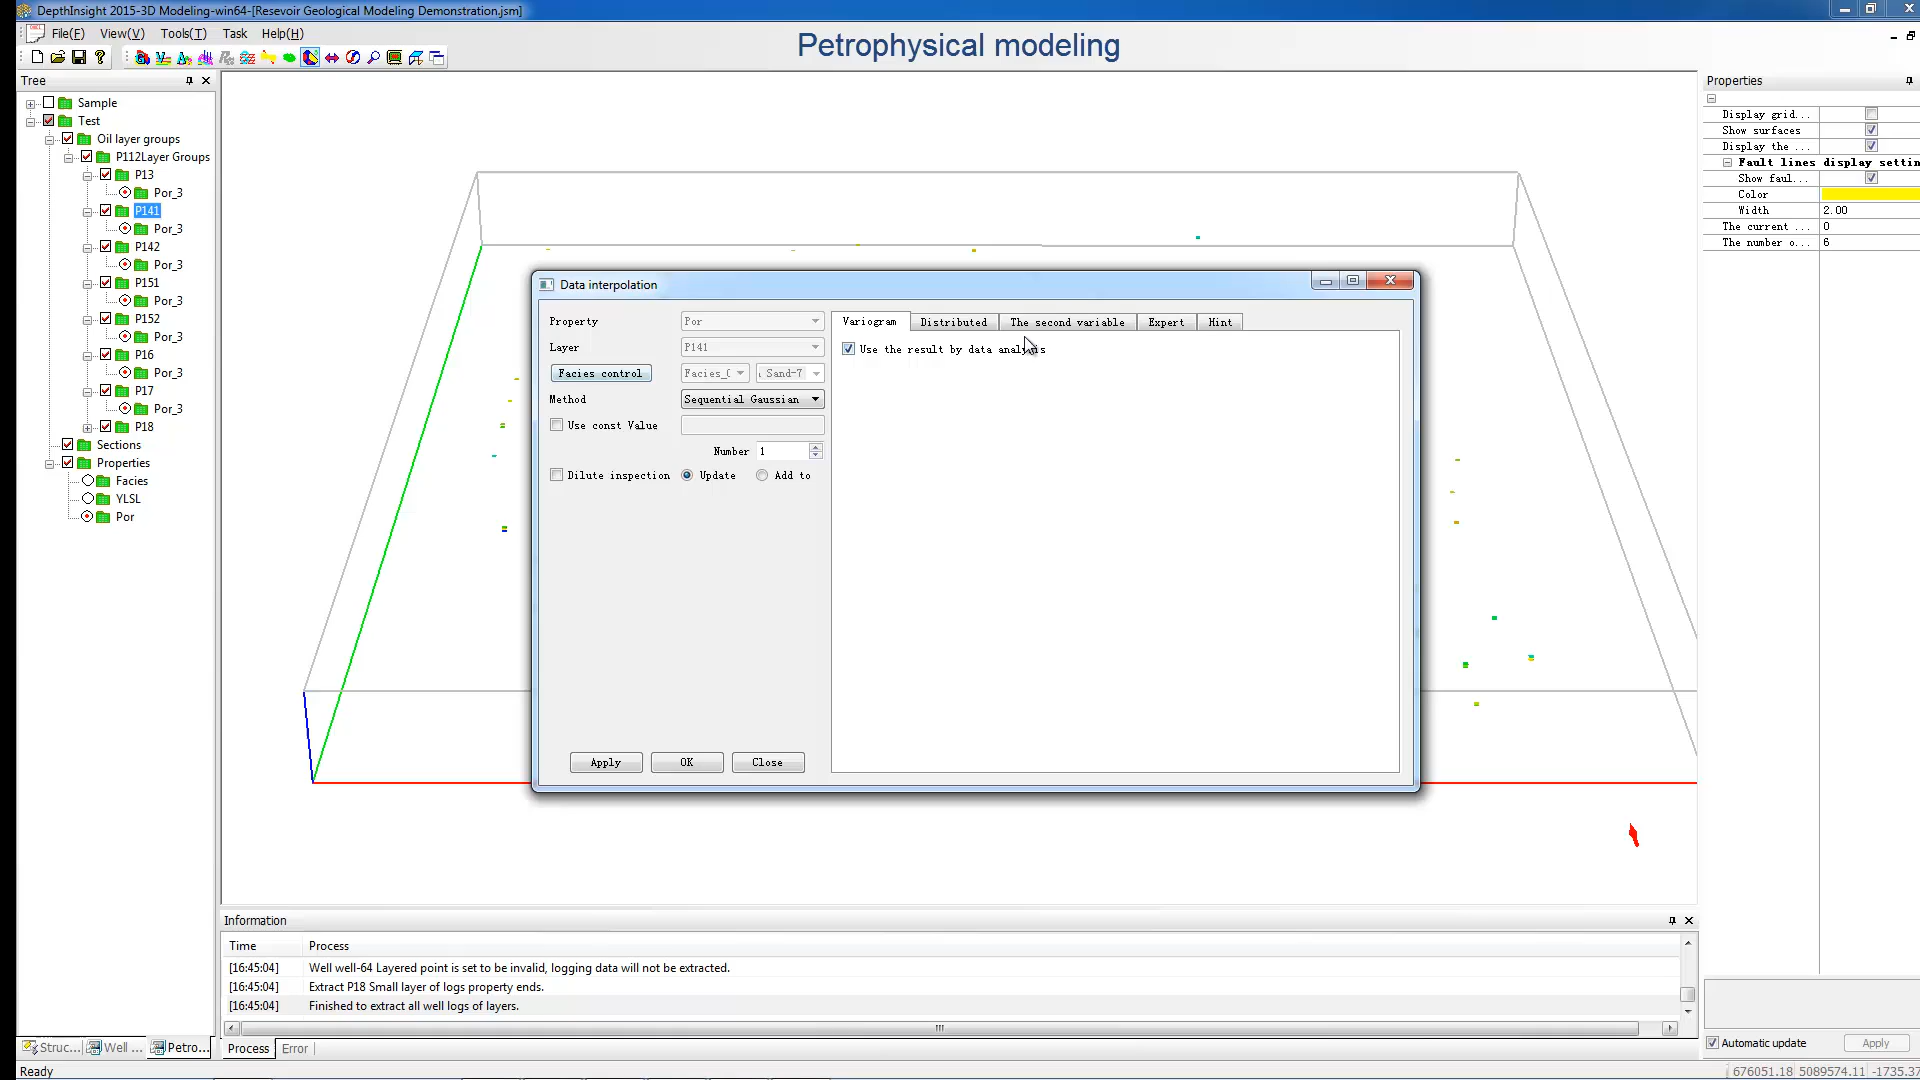 DepthInsight 2015-3D Modeling-win64-[Resevoir Geological Modeling Demonstration.jsm]
File(F) View(V) Tools(T) Task Help(H)
Petrophysical modeling
Tree
Properties
Sample
Test
Oil layer groups
P112Layer Groups
P13
Por_3
P141
Por_3
P142
Por_3
P151
Por_3
P152
Por_3
P16
Por_3
P17
Por_3
P18
Sections
Properties
Facies
YLSL
Por
Display grid...
Show surfaces
Display the ...
Fault lines display settin
Show faul...
Color
Width 2.00
The current ... 0
The number o... 6
Data interpolation
Property Por
Layer P141
Facies control Facies_( Sand-7
Method Sequential Gaussian
Use const Value
Number 1
Dilute inspection Update Add to
Apply OK Close
Variogram Distributed The second variable Expert Hint
Use the result by data analysis
Information
Time Process
[16:45:04] Well well-64 Layered point is set to be invalid, logging data will not be extracted.
[16:45:04] Extract P18 Small layer of logs property ends.
[16:45:04] Finished to extract all well logs of layers.
Struc... Well ... Petro...
Process Error
Automatic update Apply
Ready
676051.18 5089574.11 -1735.37